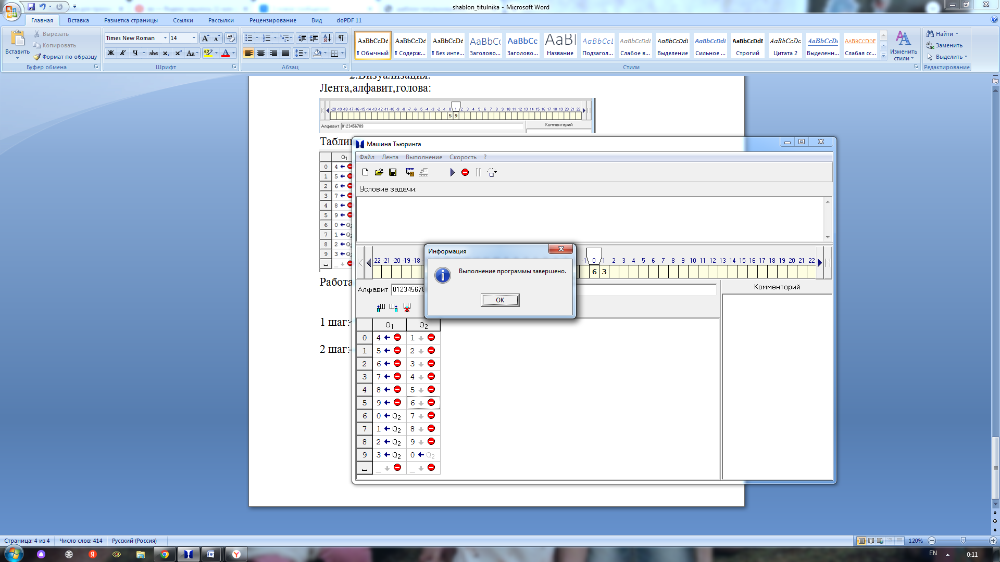 shablon_titulnika - Microsoft Word
Главная Вставка Разметка страницы Ссылки Рассылки Рецензирование Вид doPDF 11
Вставить
Вырезать
Копировать
Формат по образцу
Буфер обмена
Times New Roman 14
Ж К Ч abc x₂ x² Aa
Шрифт
Абзац
AaBbCcDd AaBbCcDd AaBbCcDd AaBbCc AaBbCc AaBl AaBbCcL AaBbCcDdL AaBbCcDdL AaBbCcDdL AaBbCcDdE AaBbCcDa AaBbCcDa AABBCCDDE
¶ Обычный ¶ Содерж... ¶ Без инте... Заголово... Заголово... Название Подзагол... Слабое в... Выделение Сильное ... Строгий Цитата 2 Выделенн... Слабая сс...
Стили
Изменить стили
Найти
Заменить
Выделить
Редактирование
2.Визуализация:
Лента,алфавит,голова:
-20 -19 -18 -17 -16 -15 -14 -13 -12 -11 -10 -9 -8 -7 -6 -5 -4 -3 -2 -1 0 1 2 3 4 5 6 7 8 9 10 11 12 13 14 15 16 17 18 19 20 21 22
5 9
Алфавит 0123456789
Комментарий
Табли
Q1
0 4
1 5
2 6
3 7
4 8
5 9
6 0 Q2
7 1 Q2
8 2 Q2
9 3 Q2
Работа
1 шаг:
2 шаг:
Машина Тьюринга
Файл Лента Выполнение Скорость ?
Условие задачи:
-22 -21 -20 -19 -18 -1 0 1 2 3 4 5 6 7 8 9 10 11 12 13 14 15 16 17 18 19 20 21 22
6 3
Алфавит 012345678
Комментарий
Информация
Выполнение программы завершено.
OK
Q1 Q2
0 4 1
1 5 2
2 6 3
3 7 4
4 8 5
5 9 6
6 0 Q2 7
7 1 Q2 8
8 2 Q2 9
9 3 Q2 0 Q2
_ _
Страница: 4 из 4 Число слов: 414 Русский (Россия)
120%
EN 0:11